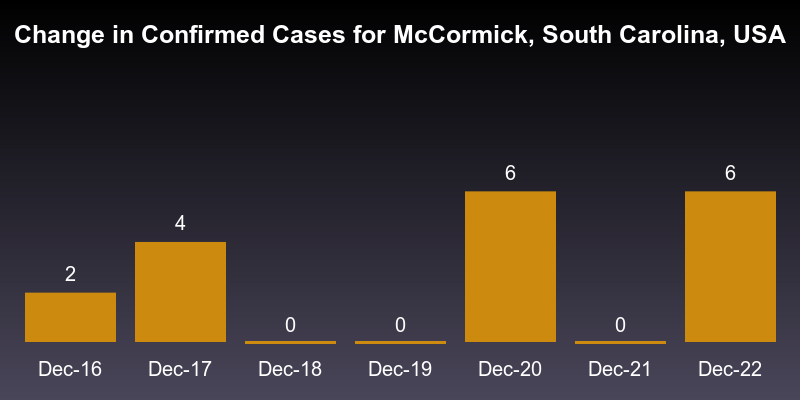 Change in Confirmed Cases for McCormick, South Carolina, USA
6 6
4
2
0 0 0
Dec-16 Dec-17 Dec-18 Dec-19 Dec-20 Dec-21 Dec-22